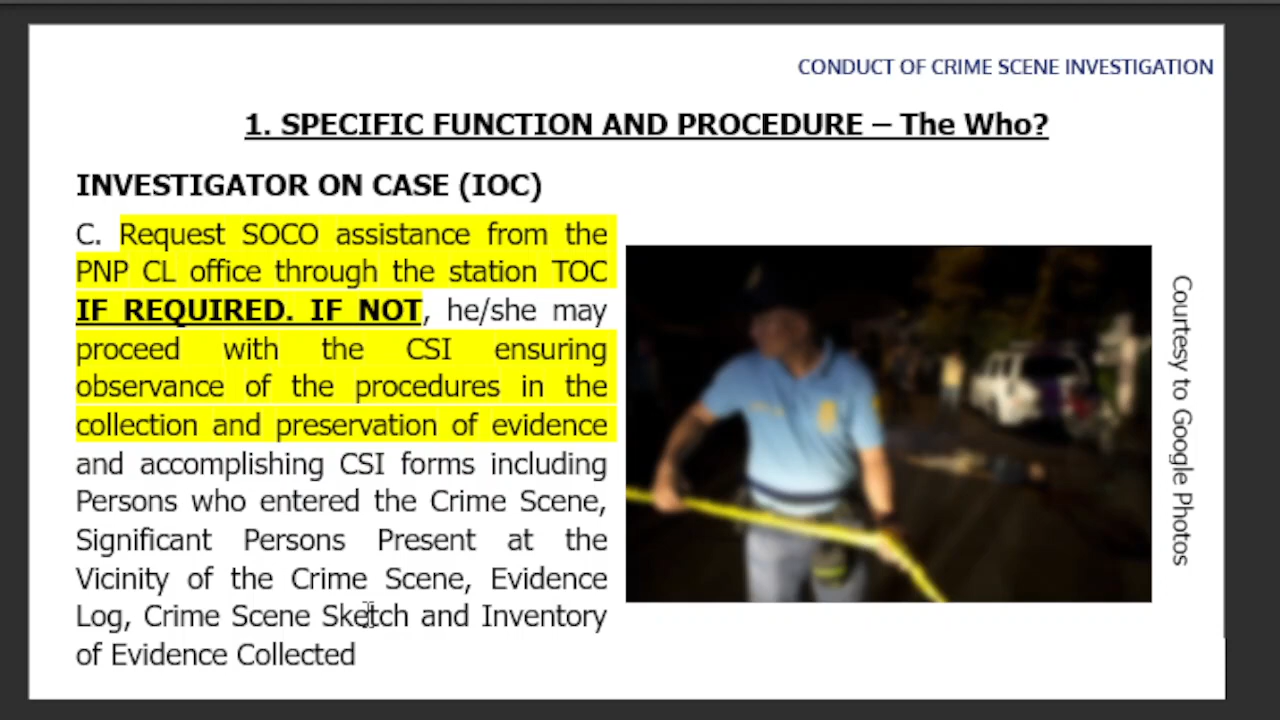 CONDUCT OF CRIME SCENE INVESTIGATION
1. SPECIFIC FUNCTION AND PROCEDURE – The Who?
INVESTIGATOR ON CASE (IOC)
C. Request SOCO assistance from the
PNP CL office through the station TOC
IF REQUIRED. IF NOT, he/she may
proceed with the CSI ensuring
observance of the procedures in the
collection and preservation of evidence
and accomplishing CSI forms including
Persons who entered the Crime Scene,
Significant Persons Present at the
Vicinity of the Crime Scene, Evidence
Log, Crime Scene Sketch and Inventory
of Evidence Collected
Courtesy to Google Photos